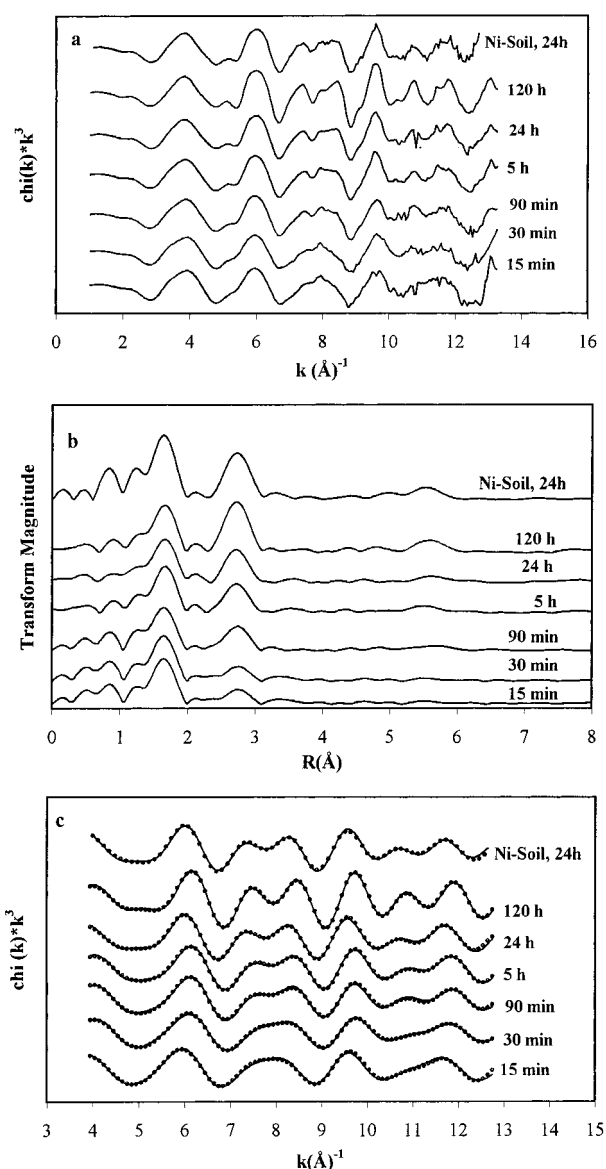 a
Ni-Soil, 24h
120 h
24 h
5 h
90 min
30 min
15 min
chi(k)*k³
0 2 4 6 8 10 12 14 16
k (Å)⁻¹
b
Ni-Soil, 24h
120 h
24 h
5 h
90 min
30 min
15 min
Transform Magnitude
0 1 2 3 4 5 6 7 8
R(Å)
c
Ni-Soil, 24h
120 h
24 h
5 h
90 min
30 min
15 min
chi (k)*k³
3 4 5 6 7 8 9 10 11 12 13 14 15
k(Å)⁻¹